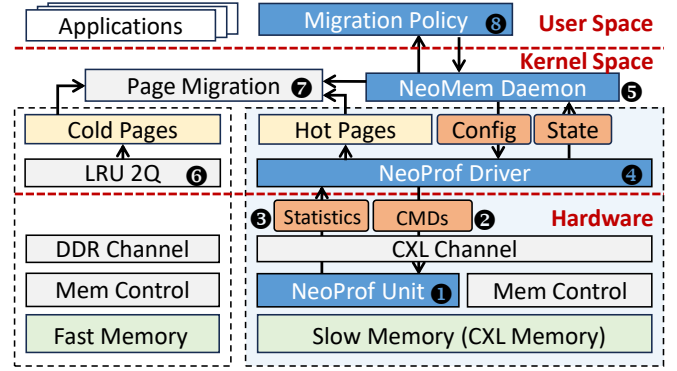 Applications
Migration Policy ❽
User Space
Kernel Space
Page Migration ❼
NeoMem Daemon
❺
Cold Pages
Hot Pages
Config
State
LRU 2Q ❻
NeoProf Driver ❹
❸ Statistics
CMDs ❷
Hardware
DDR Channel
CXL Channel
Mem Control
NeoProf Unit ❶
Mem Control
Fast Memory
Slow Memory (CXL Memory)